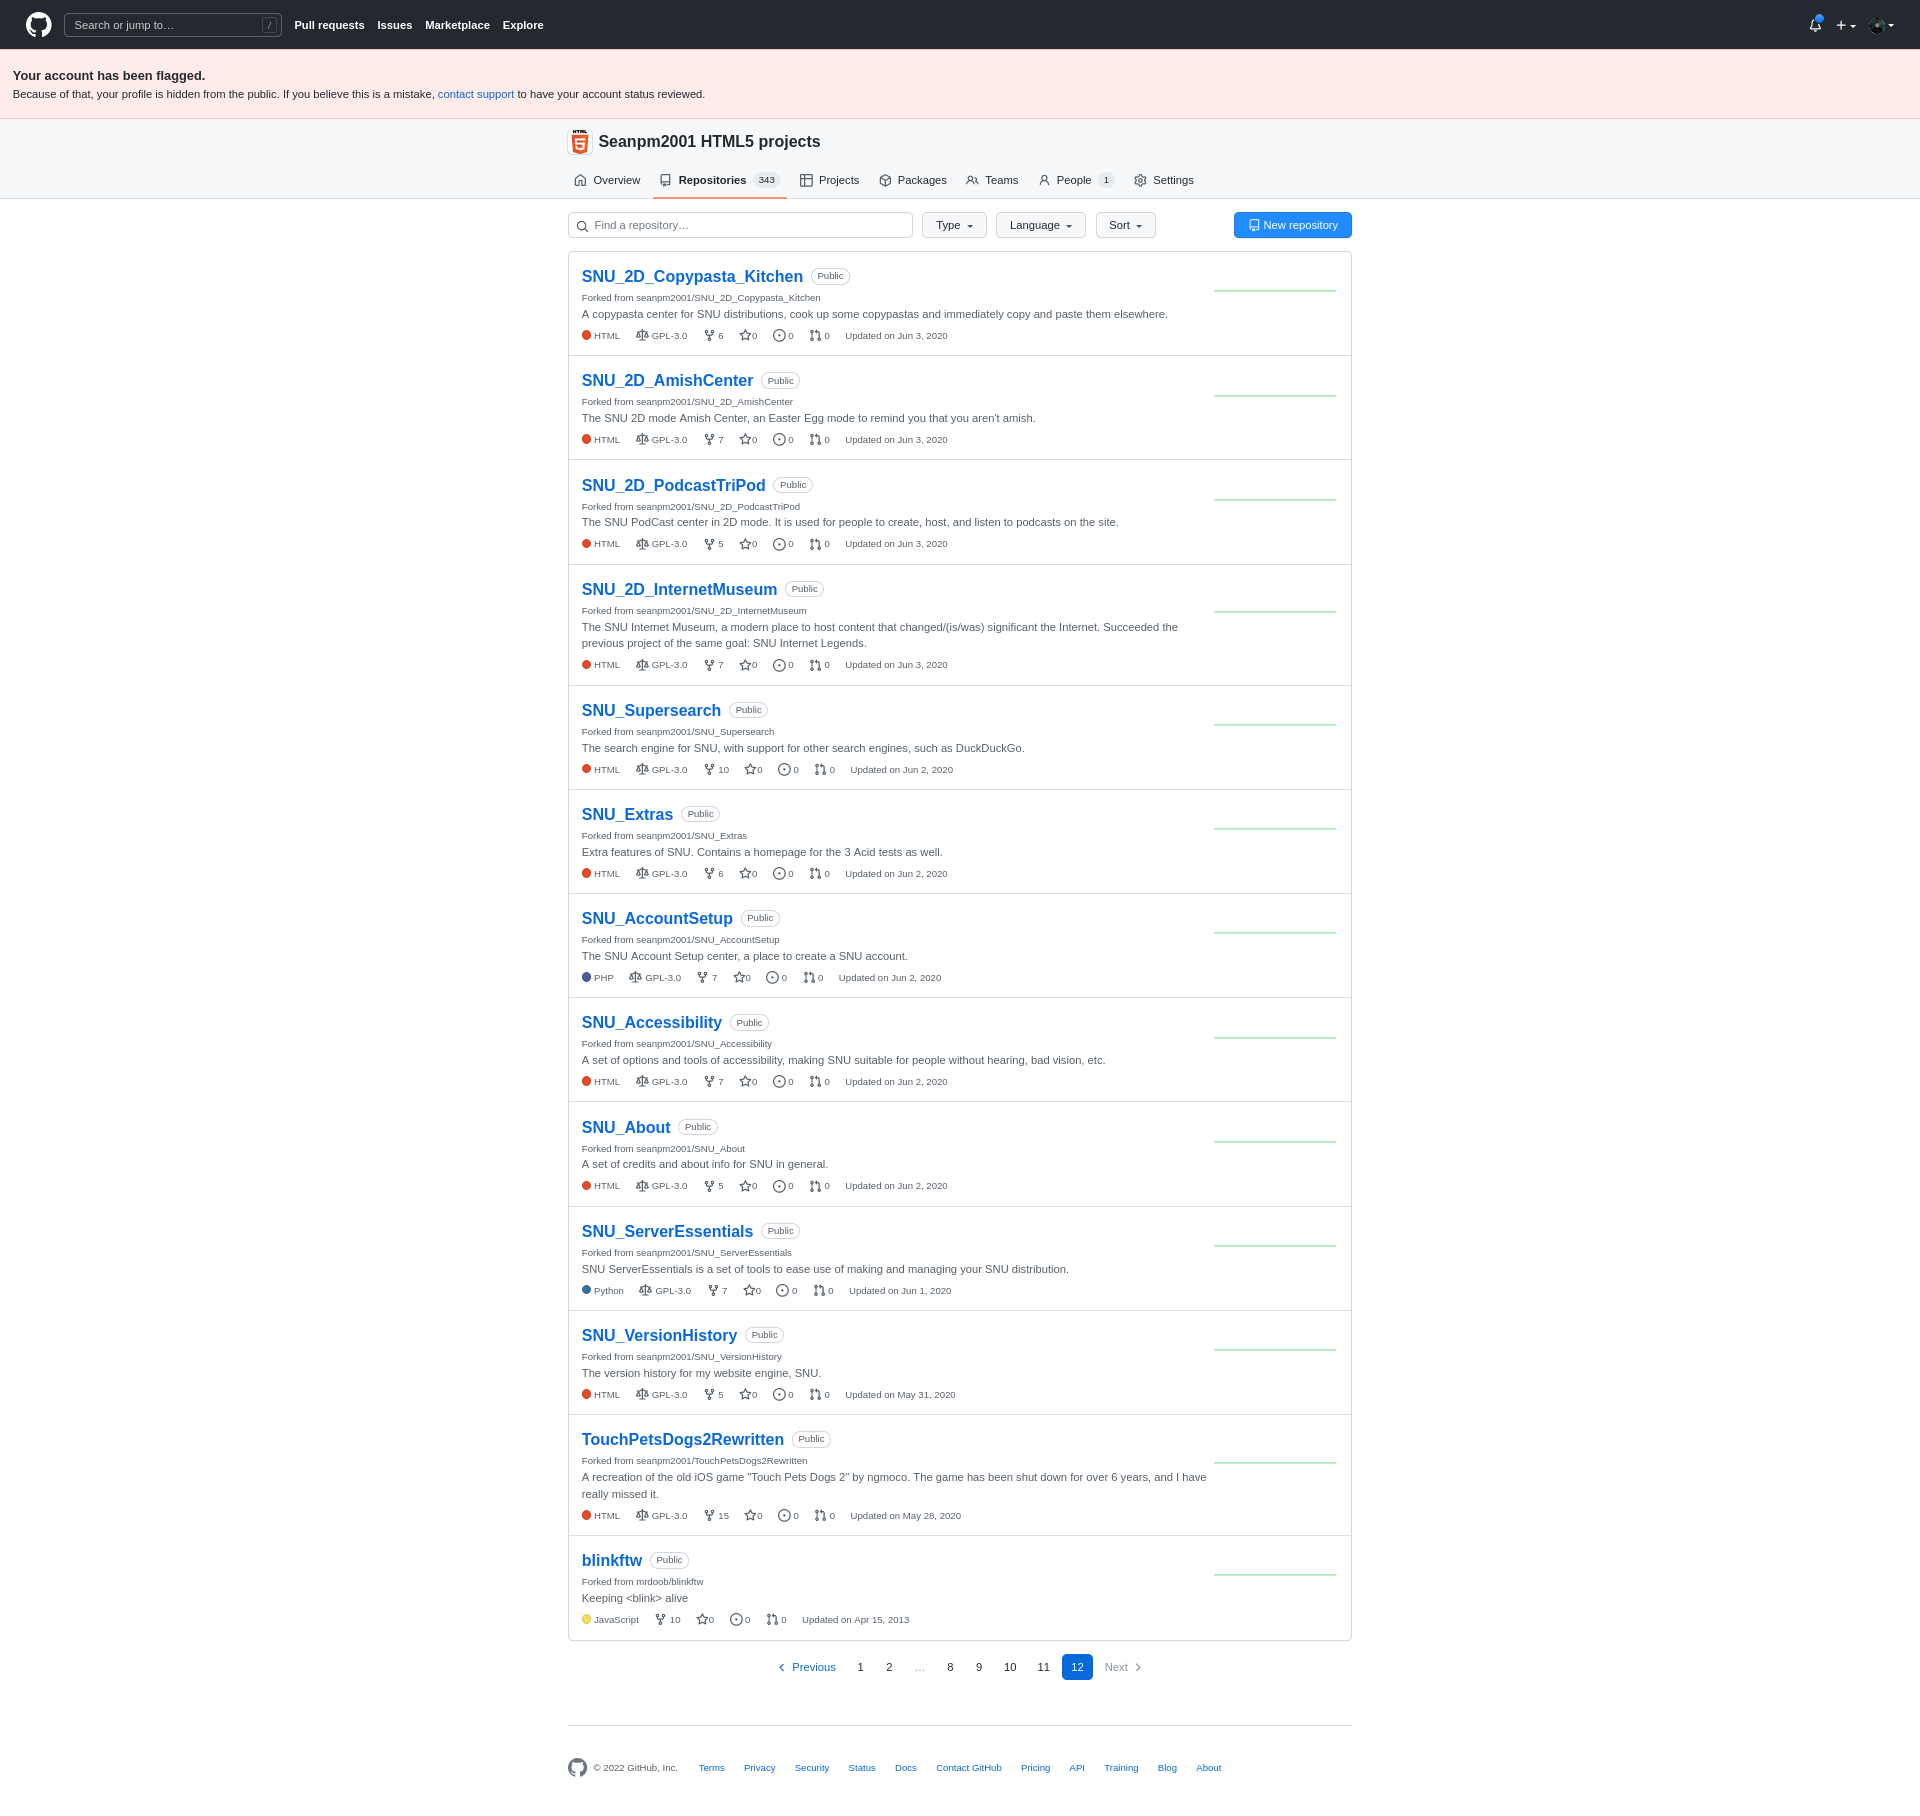 Search or jump to… /
Pull requests Issues Marketplace Explore
Your account has been flagged.
Because of that, your profile is hidden from the public. If you believe this is a mistake, contact support to have your account status reviewed.
HTML 5 Seanpm2001 HTML5 projects
Overview Repositories 343 Projects Packages Teams People 1 Settings
Find a repository… Type Language Sort New repository
SNU_2D_Copypasta_Kitchen Public
Forked from seanpm2001/SNU_2D_Copypasta_Kitchen
A copypasta center for SNU distributions, cook up some copypastas and immediately copy and paste them elsewhere.
HTML GPL-3.0 6 0 0 0 Updated on Jun 3, 2020
SNU_2D_AmishCenter Public
Forked from seanpm2001/SNU_2D_AmishCenter
The SNU 2D mode Amish Center, an Easter Egg mode to remind you that you aren't amish.
HTML GPL-3.0 7 0 0 0 Updated on Jun 3, 2020
SNU_2D_PodcastTriPod Public
Forked from seanpm2001/SNU_2D_PodcastTriPod
The SNU PodCast center in 2D mode. It is used for people to create, host, and listen to podcasts on the site.
HTML GPL-3.0 5 0 0 0 Updated on Jun 3, 2020
SNU_2D_InternetMuseum Public
Forked from seanpm2001/SNU_2D_InternetMuseum
The SNU Internet Museum, a modern place to host content that changed/(is/was) significant the Internet. Succeeded the
previous project of the same goal: SNU Internet Legends.
HTML GPL-3.0 7 0 0 0 Updated on Jun 3, 2020
SNU_Supersearch Public
Forked from seanpm2001/SNU_Supersearch
The search engine for SNU, with support for other search engines, such as DuckDuckGo.
HTML GPL-3.0 10 0 0 0 Updated on Jun 2, 2020
SNU_Extras Public
Forked from seanpm2001/SNU_Extras
Extra features of SNU. Contains a homepage for the 3 Acid tests as well.
HTML GPL-3.0 6 0 0 0 Updated on Jun 2, 2020
SNU_AccountSetup Public
Forked from seanpm2001/SNU_AccountSetup
The SNU Account Setup center, a place to create a SNU account.
PHP GPL-3.0 7 0 0 0 Updated on Jun 2, 2020
SNU_Accessibility Public
Forked from seanpm2001/SNU_Accessibility
A set of options and tools of accessibility, making SNU suitable for people without hearing, bad vision, etc.
HTML GPL-3.0 7 0 0 0 Updated on Jun 2, 2020
SNU_About Public
Forked from seanpm2001/SNU_About
A set of credits and about info for SNU in general.
HTML GPL-3.0 5 0 0 0 Updated on Jun 2, 2020
SNU_ServerEssentials Public
Forked from seanpm2001/SNU_ServerEssentials
SNU ServerEssentials is a set of tools to ease use of making and managing your SNU distribution.
Python GPL-3.0 7 0 0 0 Updated on Jun 1, 2020
SNU_VersionHistory Public
Forked from seanpm2001/SNU_VersionHistory
The version history for my website engine, SNU.
HTML GPL-3.0 5 0 0 0 Updated on May 31, 2020
TouchPetsDogs2Rewritten Public
Forked from seanpm2001/TouchPetsDogs2Rewritten
A recreation of the old iOS game "Touch Pets Dogs 2" by ngmoco. The game has been shut down for over 6 years, and I have
really missed it.
HTML GPL-3.0 15 0 0 0 Updated on May 28, 2020
blinkftw Public
Forked from mrdoob/blinkftw
Keeping <blink> alive
JavaScript 10 0 0 0 Updated on Apr 15, 2013
Previous 1 2 … 8 9 10 11 12 Next
© 2022 GitHub, Inc. Terms Privacy Security Status Docs Contact GitHub Pricing API Training Blog About